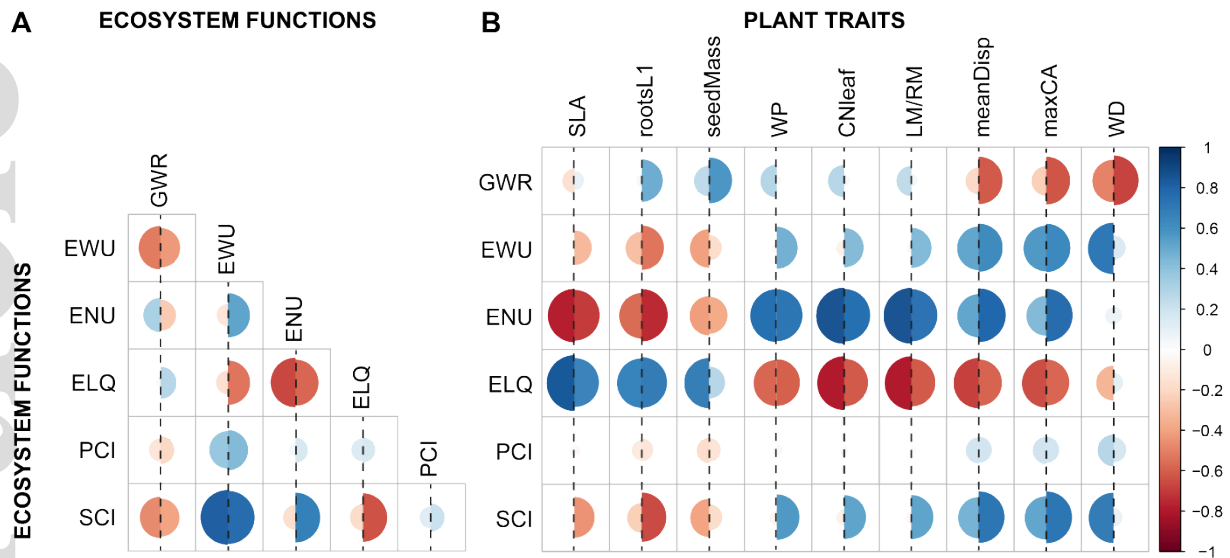 A ECOSYSTEM FUNCTIONS
B PLANT TRAITS
SLA rootsL1 seedMass WP CNleaf LM/RM meanDisp maxCA WD
GWR EWU ENU ELQ PCI
ECOSYSTEM FUNCTIONS
EWU
ENU
ELQ
PCI
SCI
GWR
EWU
ENU
ELQ
PCI
SCI
1
0.8
0.6
0.4
0.2
0
−0.2
−0.4
−0.6
−0.8
−1